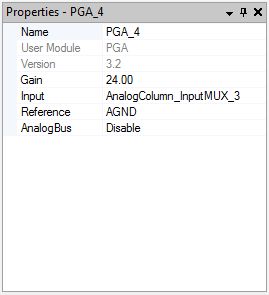 Properties - PGA_4
Name PGA_4
User Module PGA
Version 3.2
Gain 24.00
Input AnalogColumn_InputMUX_3
Reference AGND
AnalogBus Disable